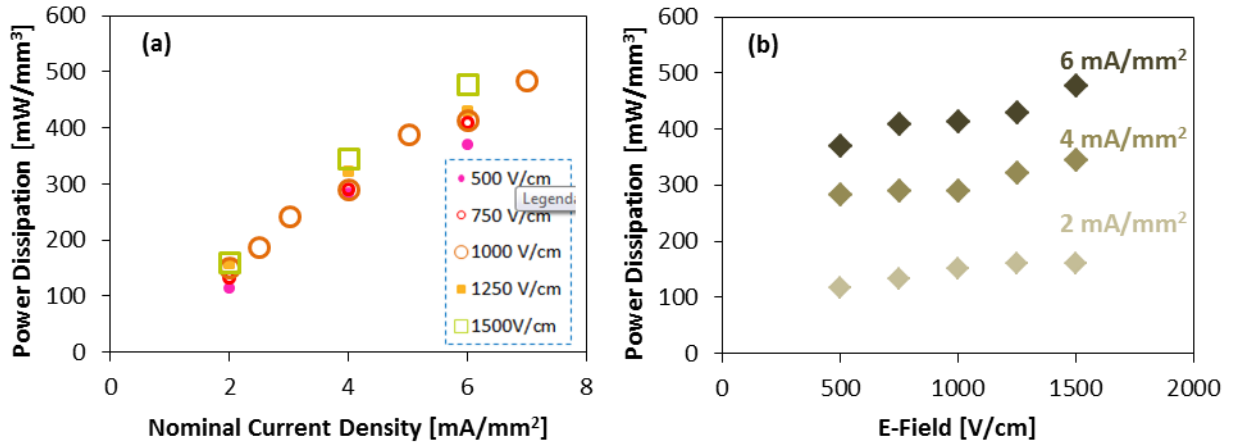 (a)
Power Dissipation [mW/mm³]
600
500
400
300
200
100
0
0 2 4 6 8
Nominal Current Density [mA/mm²]
500 V/cm
Legenda
750 V/cm
1000 V/cm
1250 V/cm
1500V/cm
(b)
Power Dissipation [mW/mm³]
600
500
400
300
200
100
0
0 500 1000 1500 2000
E-Field [V/cm]
6 mA/mm²
4 mA/mm²
2 mA/mm²